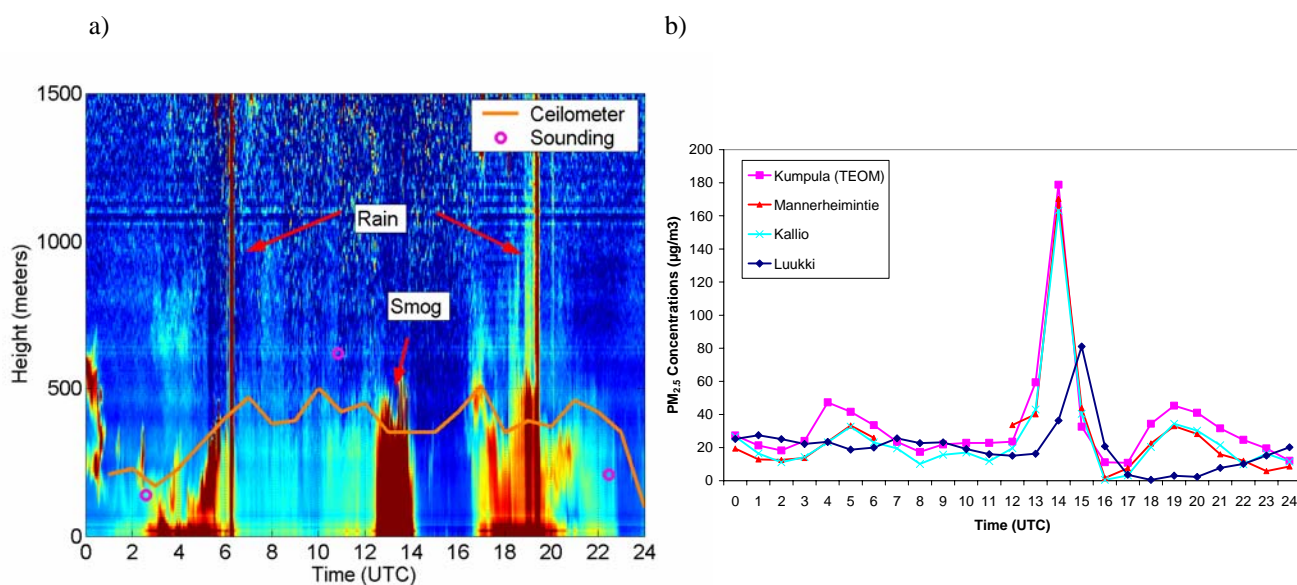 a)
b)
1500
1000
500
0
Height (meters)
Ceilometer
Sounding
Rain
Smog
0 2 4 6 8 10 12 14 16 18 20 22 24
Time (UTC)
200
180
160
140
120
100
80
60
40
20
0
PM2.5 Concentrations (µg/m3)
Kumpula (TEOM)
Mannerheimintie
Kallio
Luukki
0 1 2 3 4 5 6 7 8 9 10 11 12 13 14 15 16 17 18 19 20 21 22 23 24
Time (UTC)